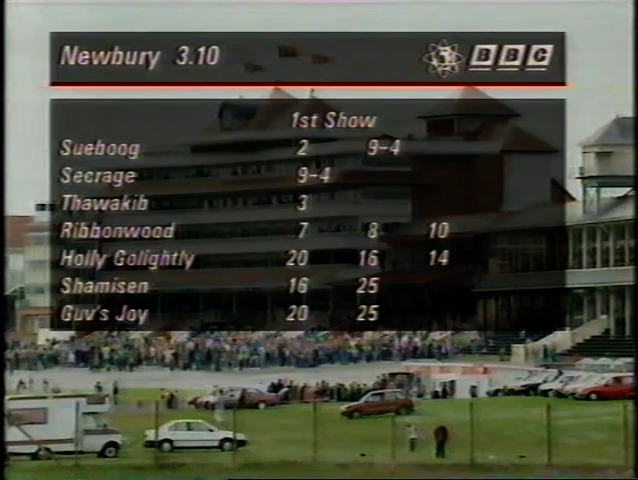 Newbury 3.10 BBC
1st Show
Sueboog 2 9-4
Secrage 9-4
Thawakib 3
Ribbonwood 7 8 10
Holly Golightly 20 16 14
Shamisen 16 25
Guv's Joy 20 25